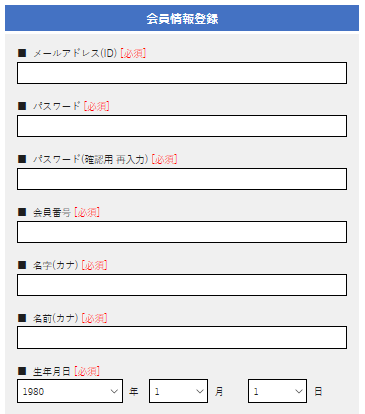 会員情報登録
■ メールアドレス(ID) [必須]
■ パスワード [必須]
■ パスワード(確認用 再入力) [必須]
■ 会員番号 [必須]
■ 名字(カナ) [必須]
■ 名前(カナ) [必須]
■ 生年月日 [必須]
1980 年 1 月 1 日